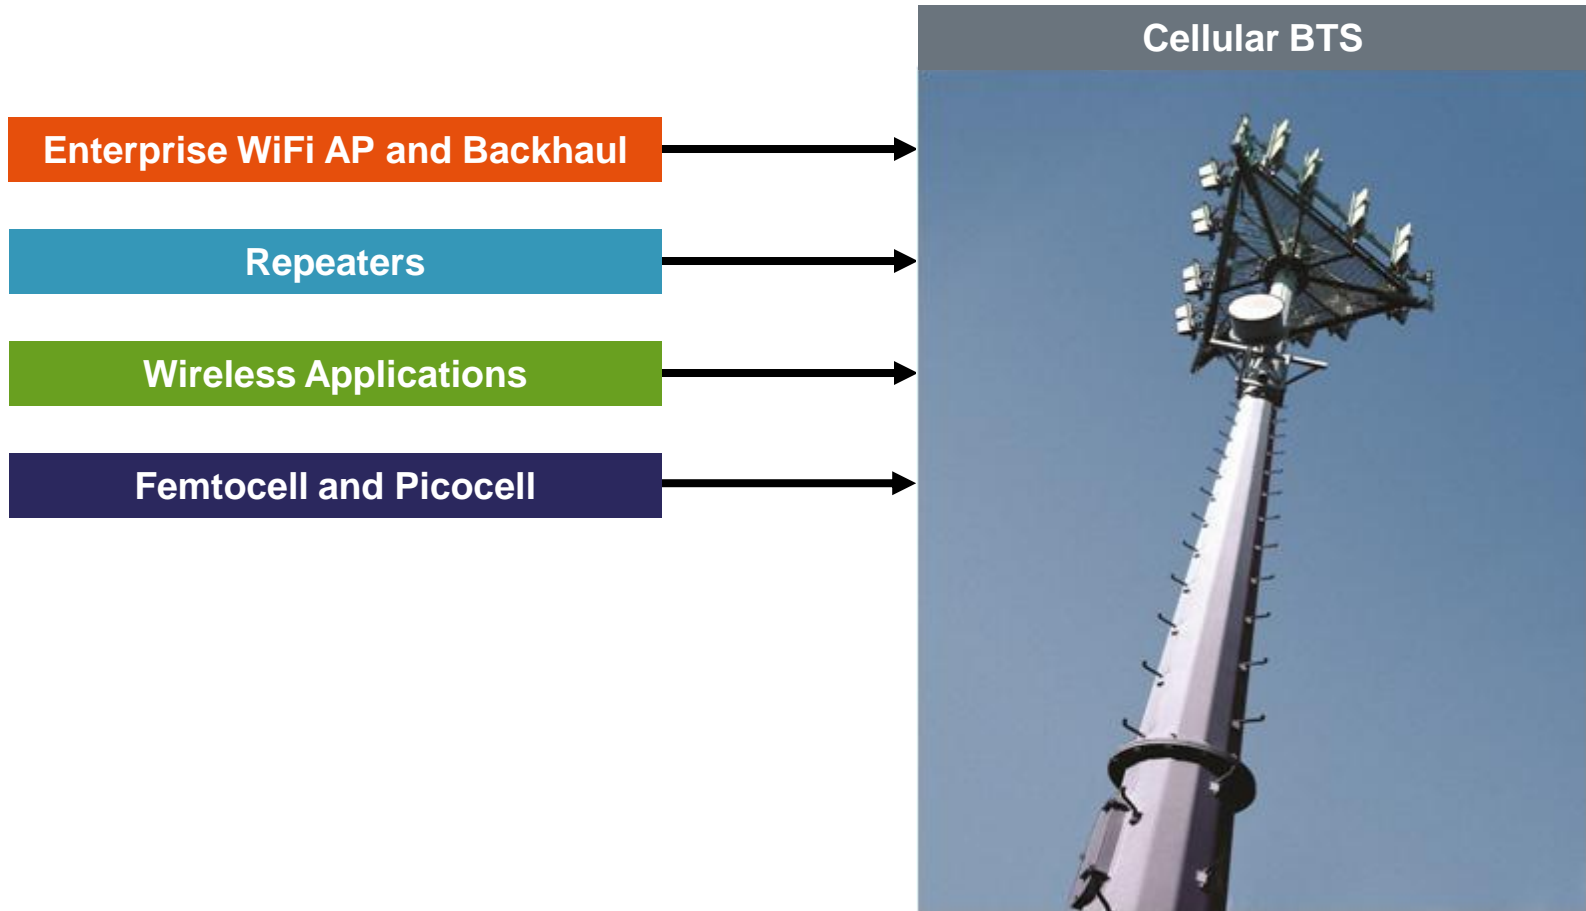 Cellular BTS
Enterprise WiFi AP and Backhaul
Repeaters
Wireless Applications
Femtocell and Picocell